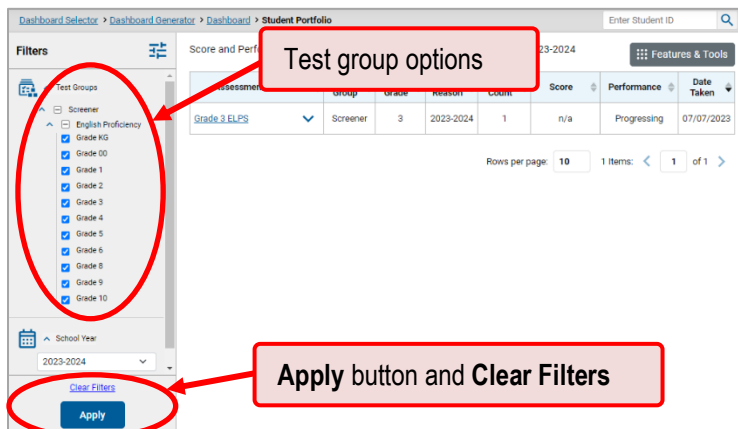 Dashboard Selector > Dashboard Generator > Dashboard > Student Portfolio
Enter Student ID
Filters
Score and Perf
23-2024
Features & Tools
Test group options
Test Groups
Screener
English Proficiency
Grade KG
Grade 00
Grade 1
Grade 2
Grade 3
Grade 4
Grade 5
Grade 6
Grade 8
Grade 9
Grade 10
Assessment Group Grade Reason Count Score Performance Date Taken
Grade 3 ELPS Screener 3 2023-2024 1 n/a Progressing 07/07/2023
Rows per page: 10 1 Items: 1 of 1
School Year
2023-2024
Clear Filters
Apply
Apply button and Clear Filters